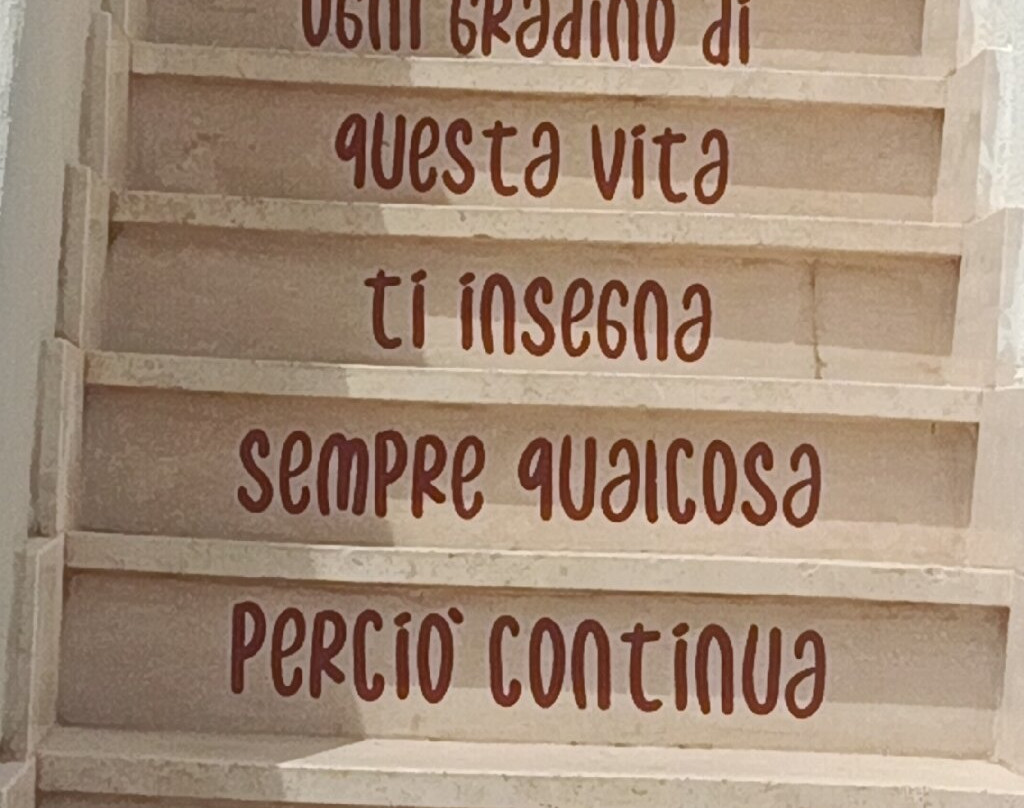 OGNI GRADINO di
questa vita
ti insegna
sempre qualcosa
perciò continua